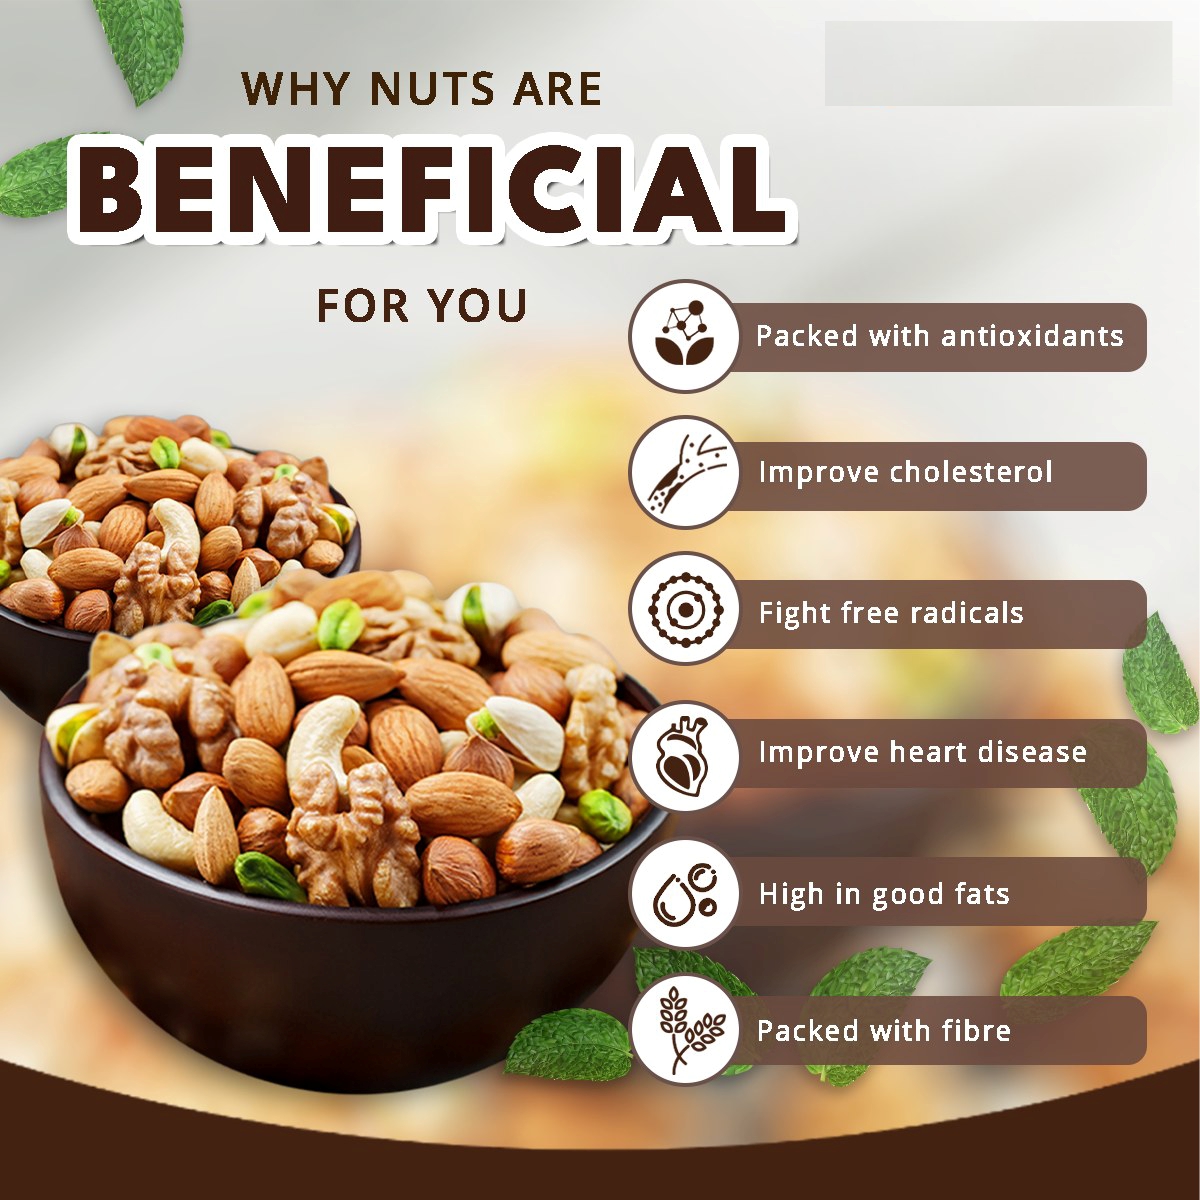 WHY NUTS ARE
BENEFICIAL
FOR YOU
Packed with antioxidants
Improve cholesterol
Fight free radicals
Improve heart disease
High in good fats
Packed with fibre